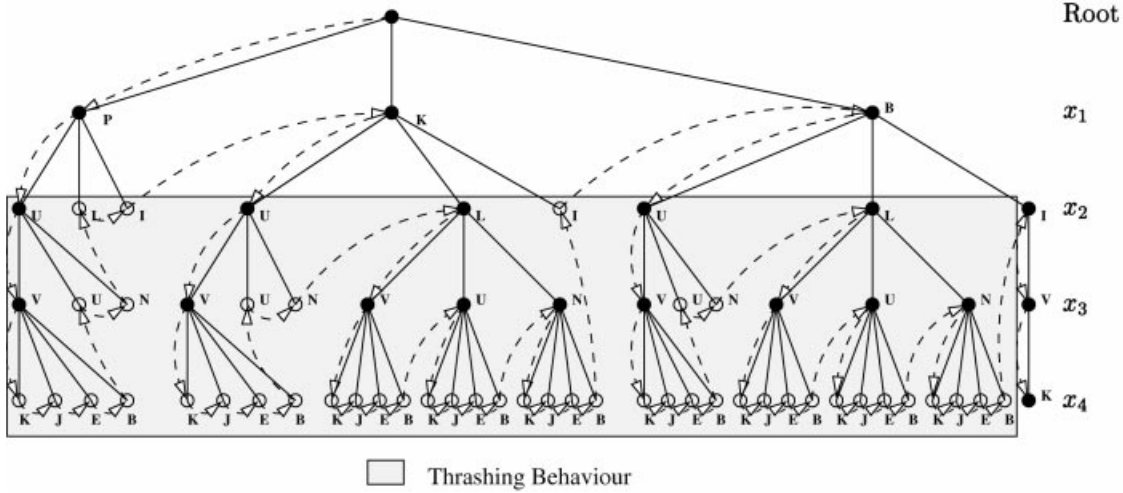 Root
P K B x₁
U L I U L I U L I x₂
V U N V U N V U N V U N V U N V x₃
K J E B K J E B K J E B K J E B K J E B K J E B K J E B K J E B K J E B K x₄
Thrashing Behaviour